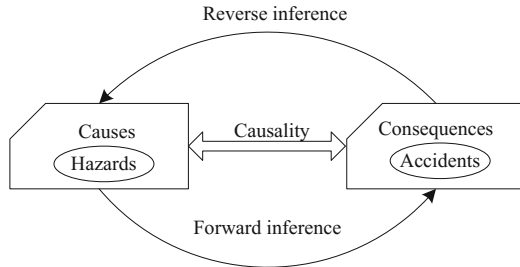 Reverse inference
Causes
Hazards
Causality
Consequences
Accidents
Forward inference